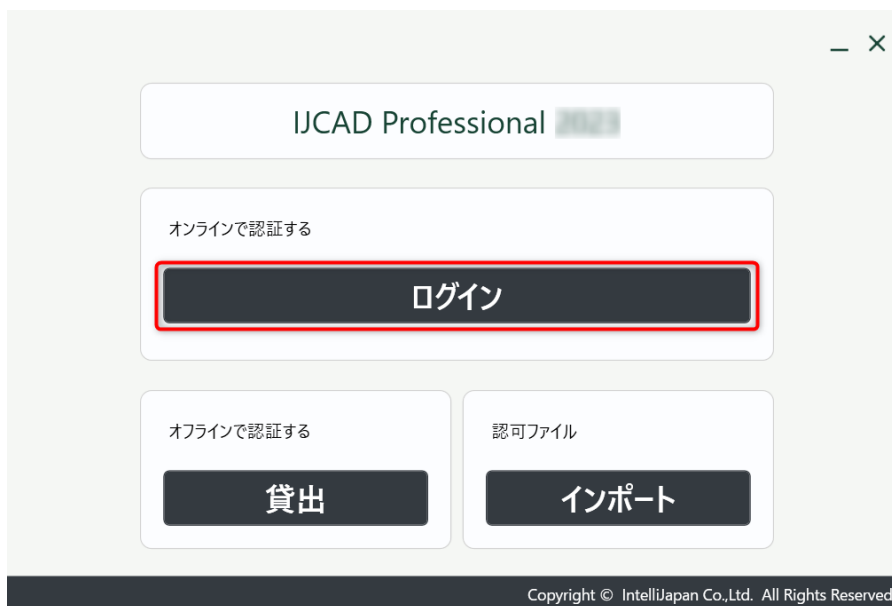 IJCAD Professional
オンラインで認証する
ログイン
オフラインで認証する
貸出
認可ファイル
インポート
Copyright © IntelliJapan Co.,Ltd. All Rights Reserved